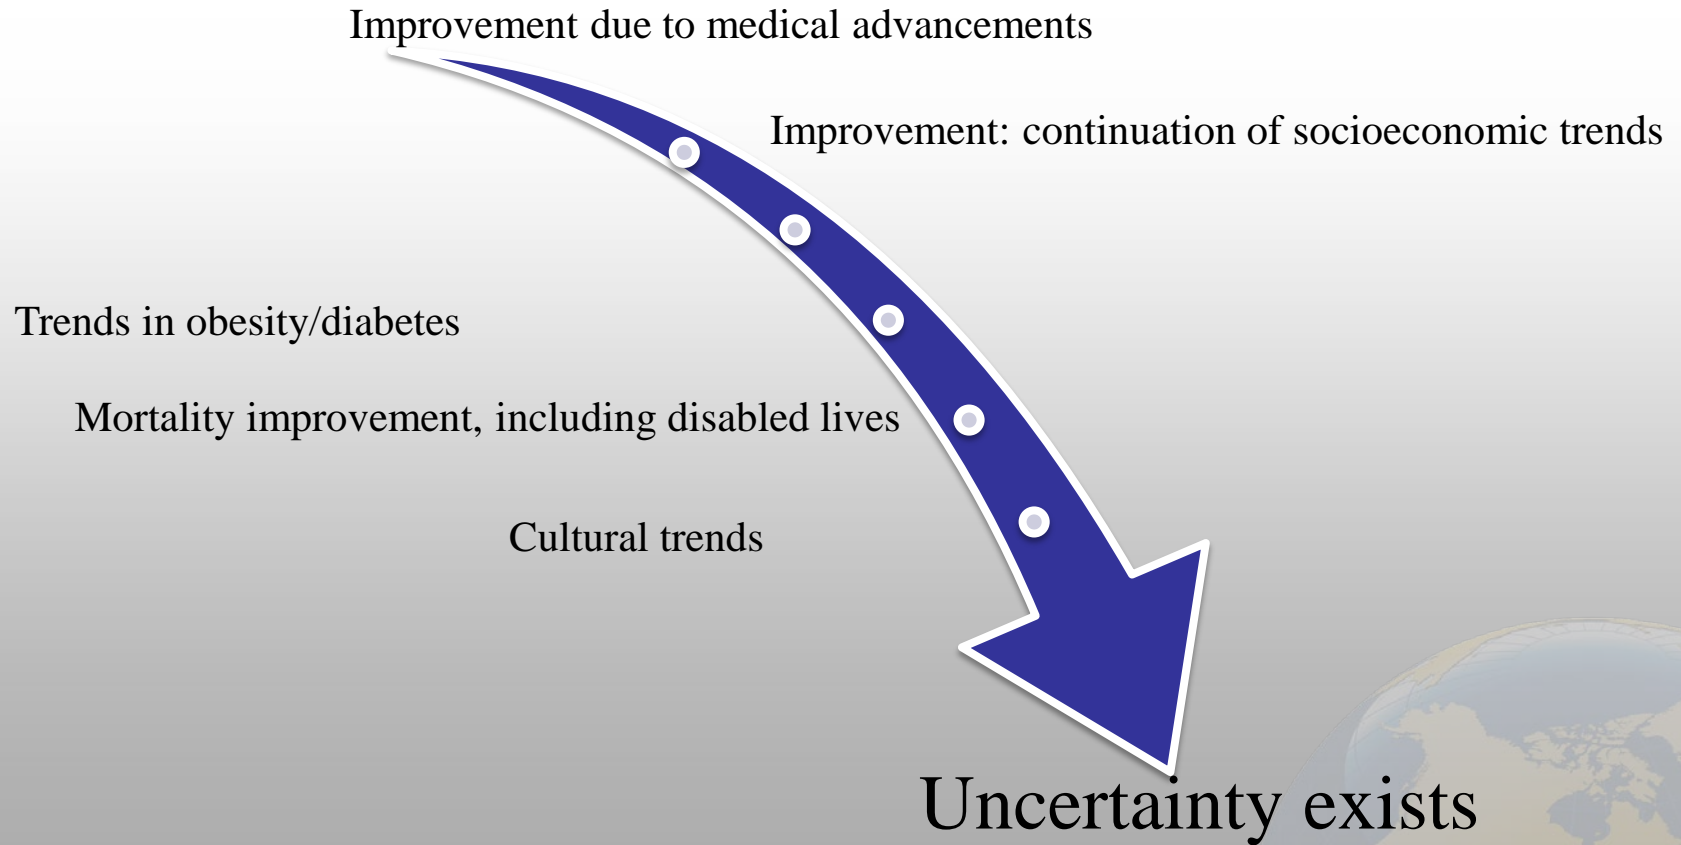 Improvement due to medical advancements
Improvement: continuation of socioeconomic trends
Trends in obesity/diabetes
Mortality improvement, including disabled lives
Cultural trends
Uncertainty exists